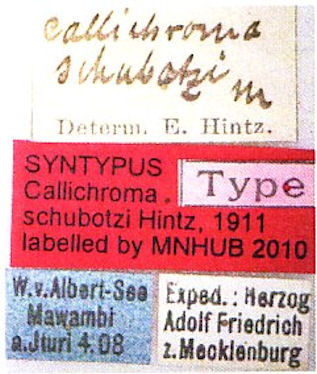 Callichroma
schubotzi
m
Determ. E. Hintz.
SYNTYPUS
Callichroma
schubotzi Hintz, 1911
labelled by MNHUB 2010
Type
W.v.Albert-See
Mawambi
a.Jturi 4.08
Exped.: Herzog
Adolf Friedrich
z.Mecklenburg